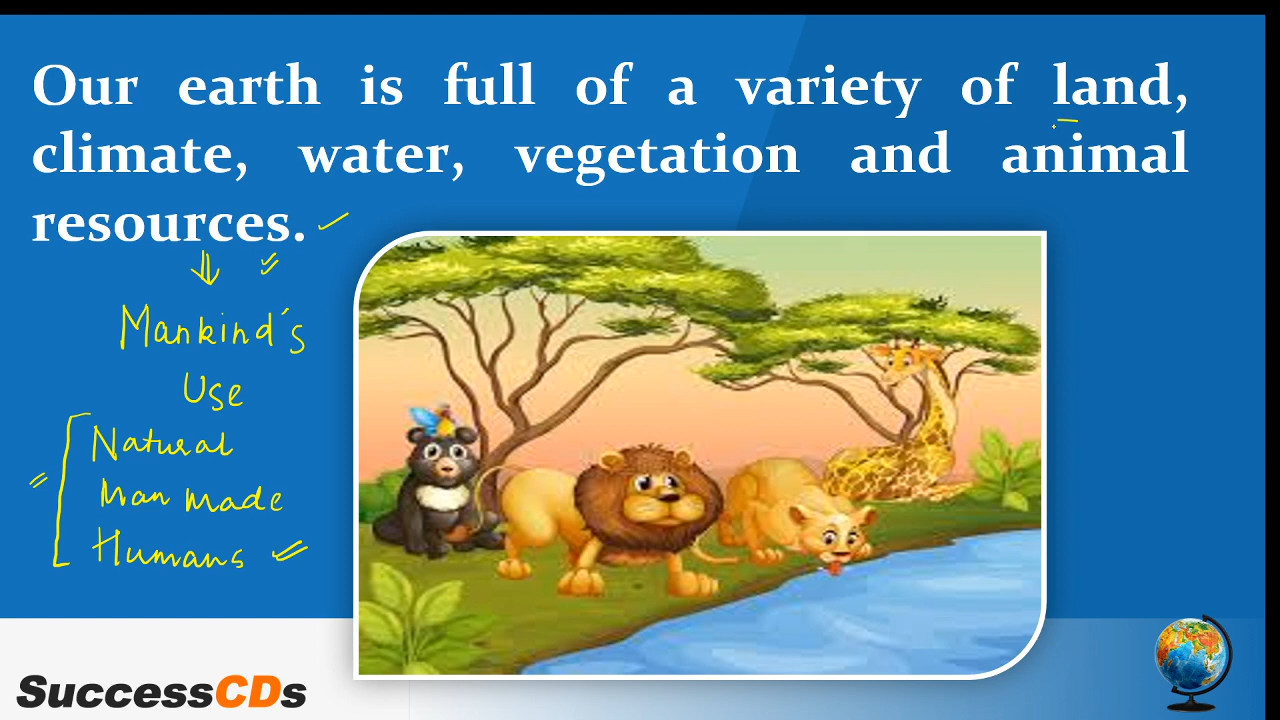 Our earth is full of a variety of land,
climate, water, vegetation and animal
resources.
Mankind's
Use
Natural
Man made
Humans
SuccessCDs